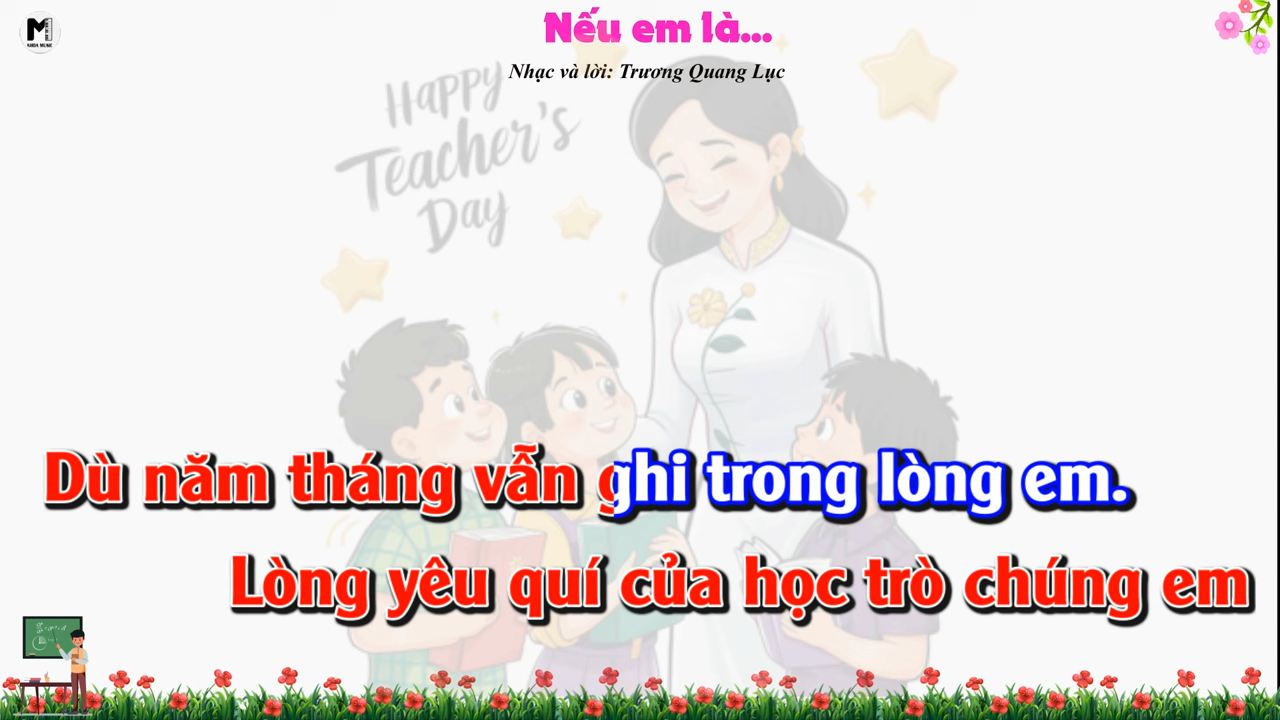 Nếu em là...
Nhạc và lời: Trương Quang Lục
Happy
Teacher's
Day
Dù năm tháng vẫn ghi trong lòng em.
Lòng yêu quí của học trò chúng em